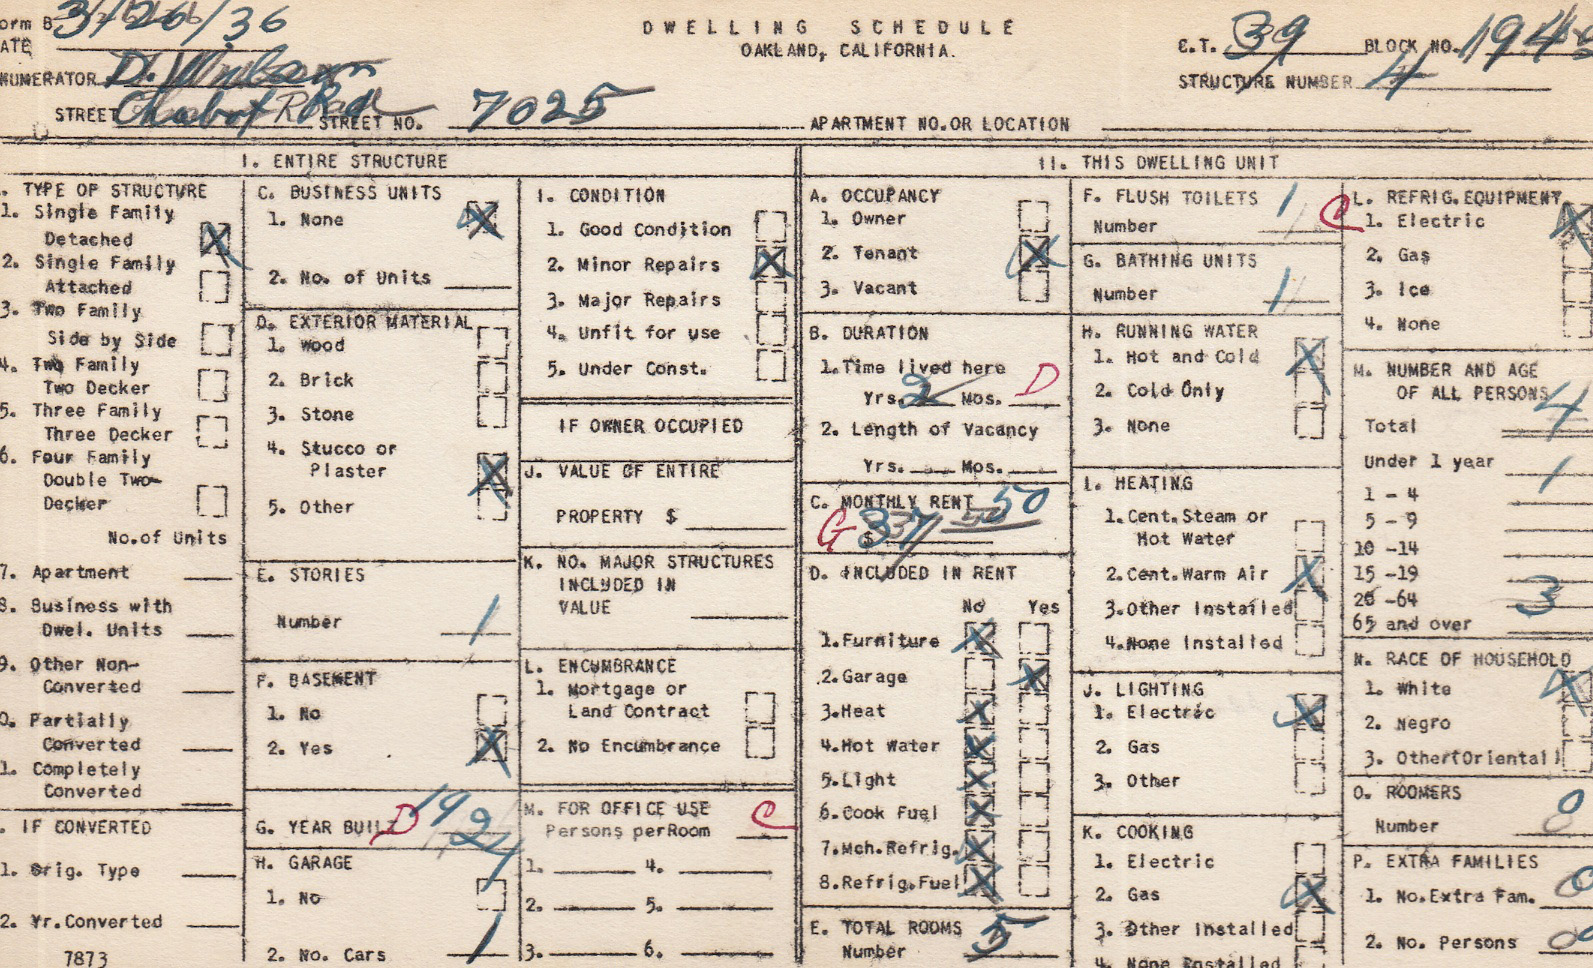 orm B 3/26/36
DWELLING SCHEDULE
OAKLAND, CALIFORNIA.
ATE
C.T. 39 BLOCK NO. 194
NUMERATOR D.
STRUCTURE NUMBER 4
STREET Chabot Road STREET NO. 7025 APARTMENT NO.OR LOCATION
I. ENTIRE STRUCTURE
. TYPE OF STRUCTURE
1. Single Family
Detached X
2. Single Family
Attached
3. Two Family
Side by Side
4. Two Family
Two Decker
5. Three Family
Three Decker
6. Four Family
Double Two-
Decker
No.of Units
7. Apartment
8. Business with
Dwel. Units
9. Other Non-
Converted
0. Partially
Converted
1. Completely
Converted
. IF CONVERTED
1. Orig. Type
2. Yr.Converted
7873
C. BUSINESS UNITS
1. None X
2. No. of Units
D. EXTERIOR MATERIAL
1. Wood
2. Brick
3. Stone
4. Stucco or
Plaster X
5. Other
E. STORIES
Number 1
F. BASEMENT
1. No
2. Yes X
G. YEAR BUILT D 1924
H. GARAGE
1. No
2. No. Cars 1
I. CONDITION
1. Good Condition
2. Minor Repairs X
3. Major Repairs
4. Unfit for use
5. Under Const.
IF OWNER OCCUPIED
J. VALUE OF ENTIRE
PROPERTY $
K. NO. MAJOR STRUCTURES
INCLUDED IN
VALUE
L. ENCUMBRANCE
1. Mortgage or
Land Contract
2. No Encumbrance
M. FOR OFFICE USE
Persons perRoom C
1. 4.
2. 5.
3. 6.
II. THIS DWELLING UNIT
A. OCCUPANCY
1. Owner
2. Tenant X
3. Vacant
B. DURATION
1.Time lived here
Yrs. 2 Mos. D
2. Length of Vacancy
Yrs. Mos.
C. MONTHLY RENT 50
G $ 37
D. INCLUDED IN RENT
No Yes
1.Furniture X
2.Garage X
3.Heat X
4.Hot Water X
5.Light X
6.Cook Fuel X
7.Mch.Refrig. X
8.Refrig.Fuel X
E. TOTAL ROOMS
Number 5
F. FLUSH TOILETS 1
Number
G. BATHING UNITS
Number 1
H. RUNNING WATER
1. Hot and Cold X
2. Cold Only
3. None
I. HEATING
1.Cent.Steam or
Hot Water
2.Cent.Warm Air X
3.Other Installed
4.None Installed
J. LIGHTING
1. Electric X
2. Gas
3. Other
K. COOKING
1. Electric
2. Gas X
3. Other Installed
4. None Installed
L. REFRIG.EQUIPMENT
C 1. Electric X
2. Gas
3. Ice
4. None
M. NUMBER AND AGE
OF ALL PERSONS
Total 4
Under 1 year 1
1 - 4
5 - 9
10 -14
15 -19
20 -64 3
65 and over
N. RACE OF HOUSEHOLD
1. White X
2. Negro
3. Other(Oriental)
O. ROOMERS
Number 0
P. EXTRA FAMILIES
1. No.Extra Fam. 0
2. No. Persons 0